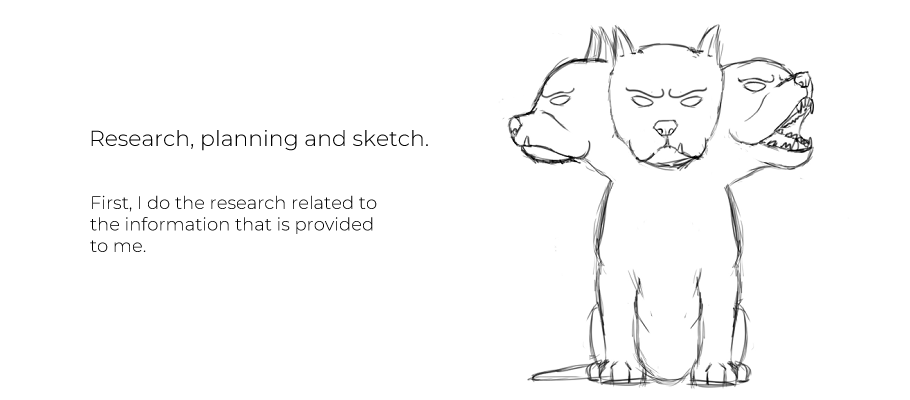 Research, planning and sketch.
First, I do the research related to
the information that is provided
to me.